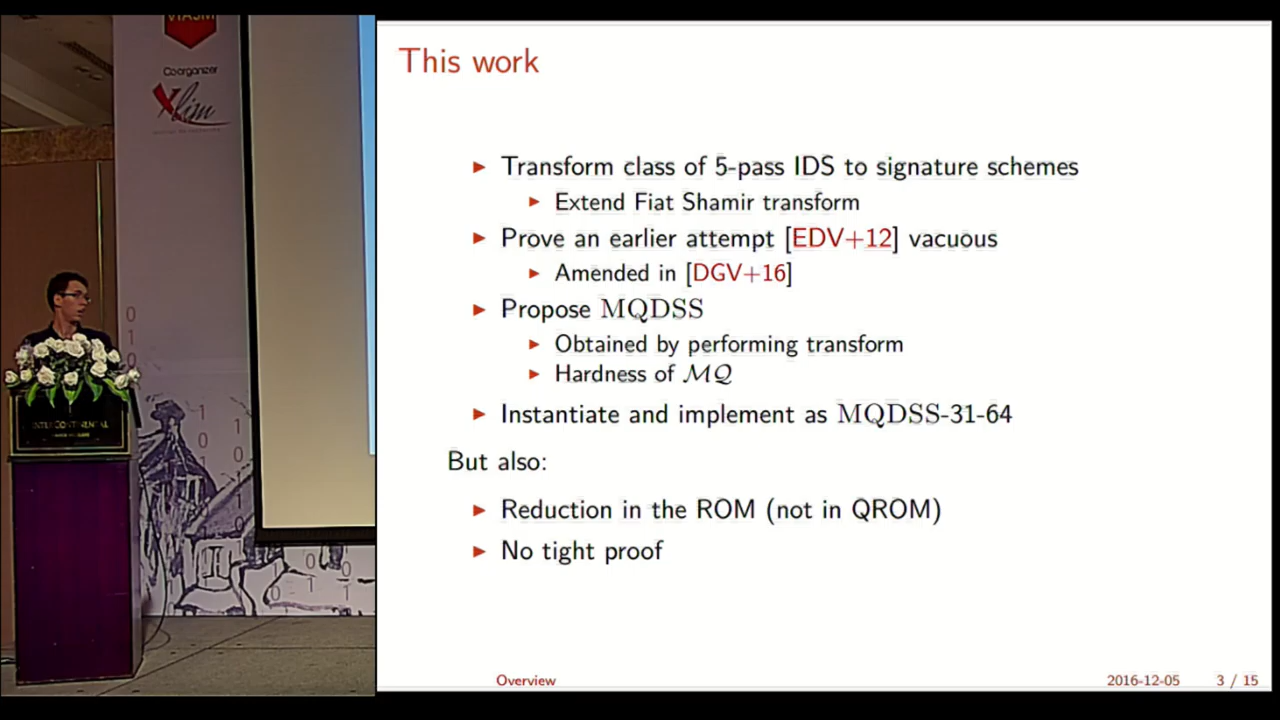 VIASM
Coorganizer
Xlim
This work
Transform class of 5-pass IDS to signature schemes
Extend Fiat Shamir transform
Prove an earlier attempt [EDV+12] vacuous
Amended in [DGV+16]
Propose MQDSS
Obtained by performing transform
Hardness of MQ
Instantiate and implement as MQDSS-31-64
But also:
Reduction in the ROM (not in QROM)
No tight proof
Overview
2016-12-05 3 / 15